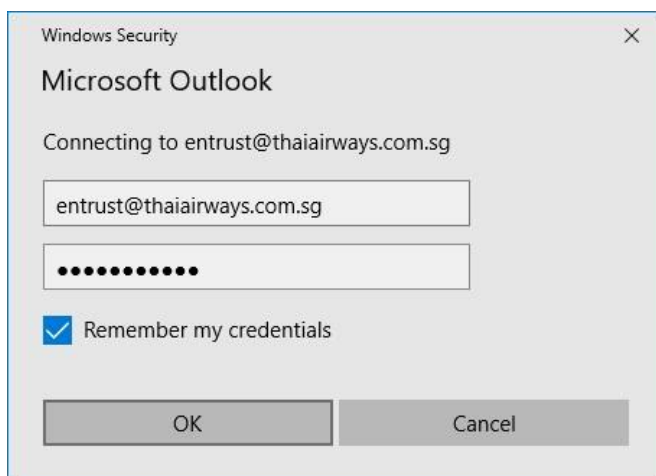 Windows Security
Microsoft Outlook
Connecting to entrust@thaiairways.com.sg
entrust@thaiairways.com.sg
●●●●●●●●●●●
Remember my credentials
OK
Cancel